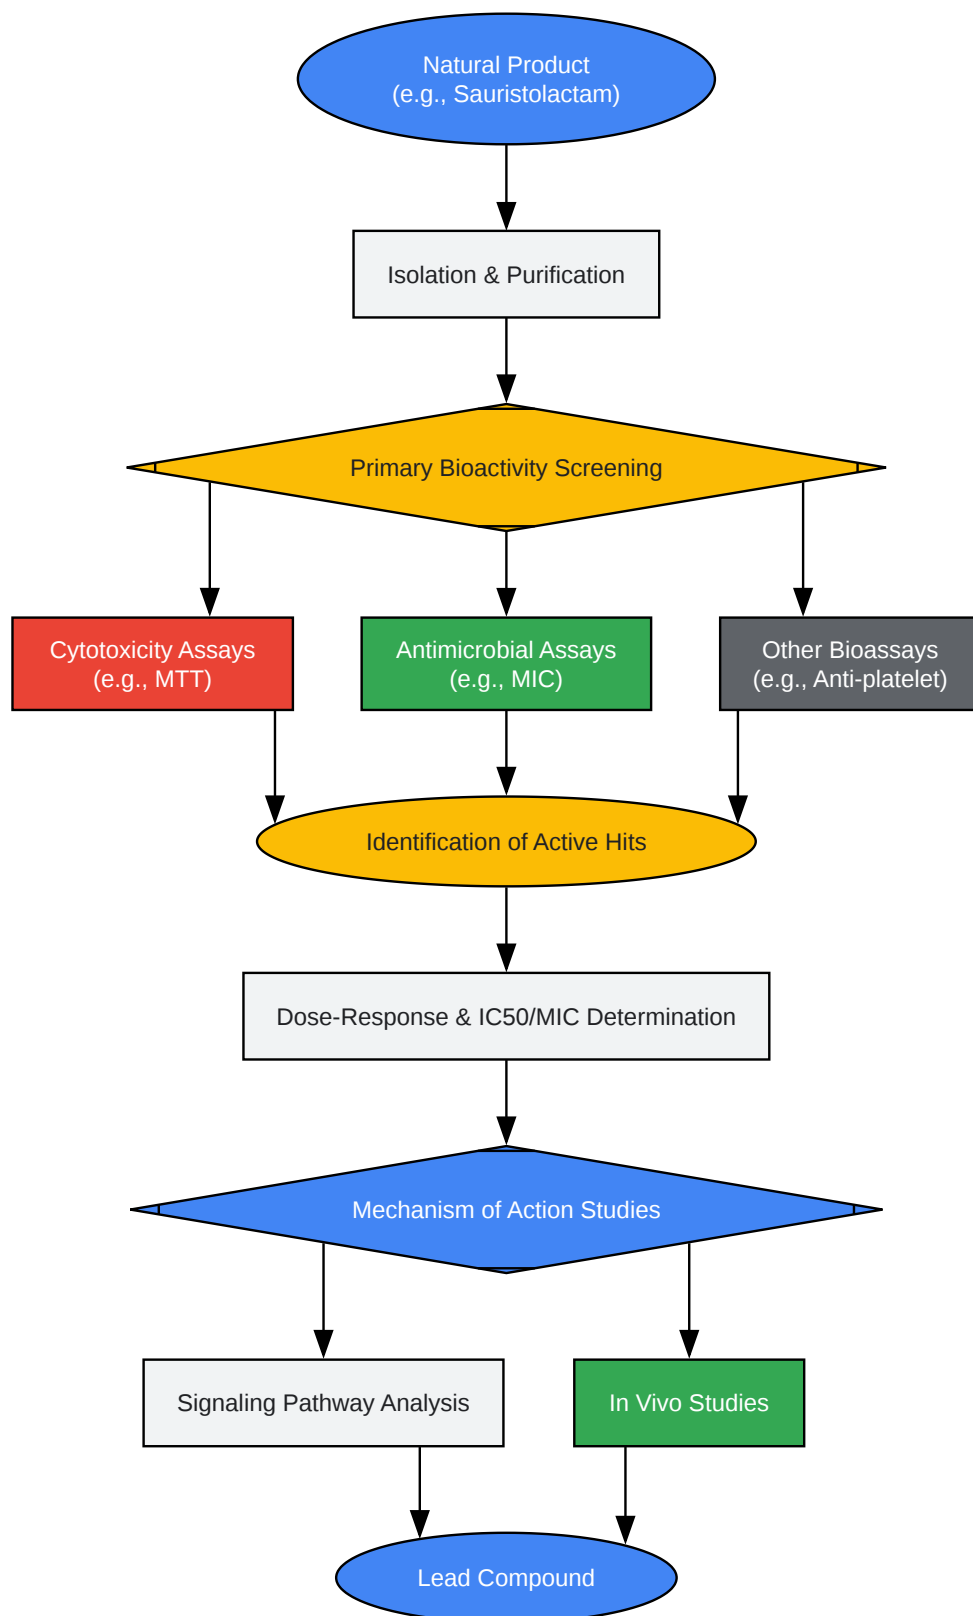 Natural Product
(e.g., Sauristolactam)
Isolation & Purification
Primary Bioactivity Screening
Cytotoxicity Assays
(e.g., MTT)
Antimicrobial Assays
(e.g., MIC)
Other Bioassays
(e.g., Anti-platelet)
Identification of Active Hits
Dose-Response & IC50/MIC Determination
Mechanism of Action Studies
Signaling Pathway Analysis
In Vivo Studies
Lead Compound